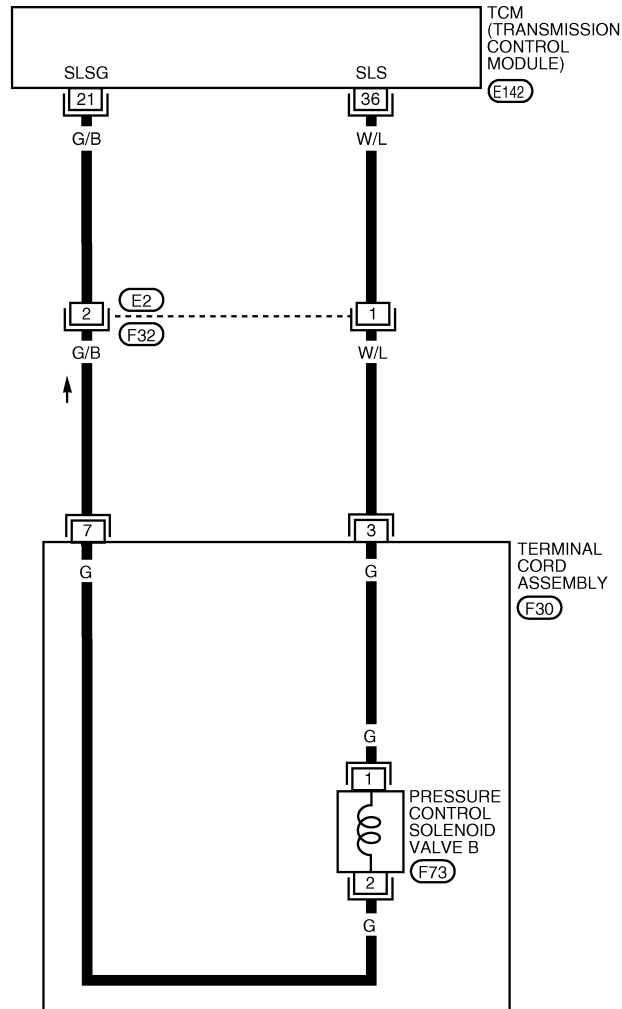 TCM
(TRANSMISSION
CONTROL
MODULE)
E142
SLSG SLS
21 36
G/B W/L
2 E2 1
F32
G/B W/L
7 3
TERMINAL
CORD
ASSEMBLY
F30
G G
G
1
PRESSURE
CONTROL
SOLENOID
VALVE B
F73
2
G